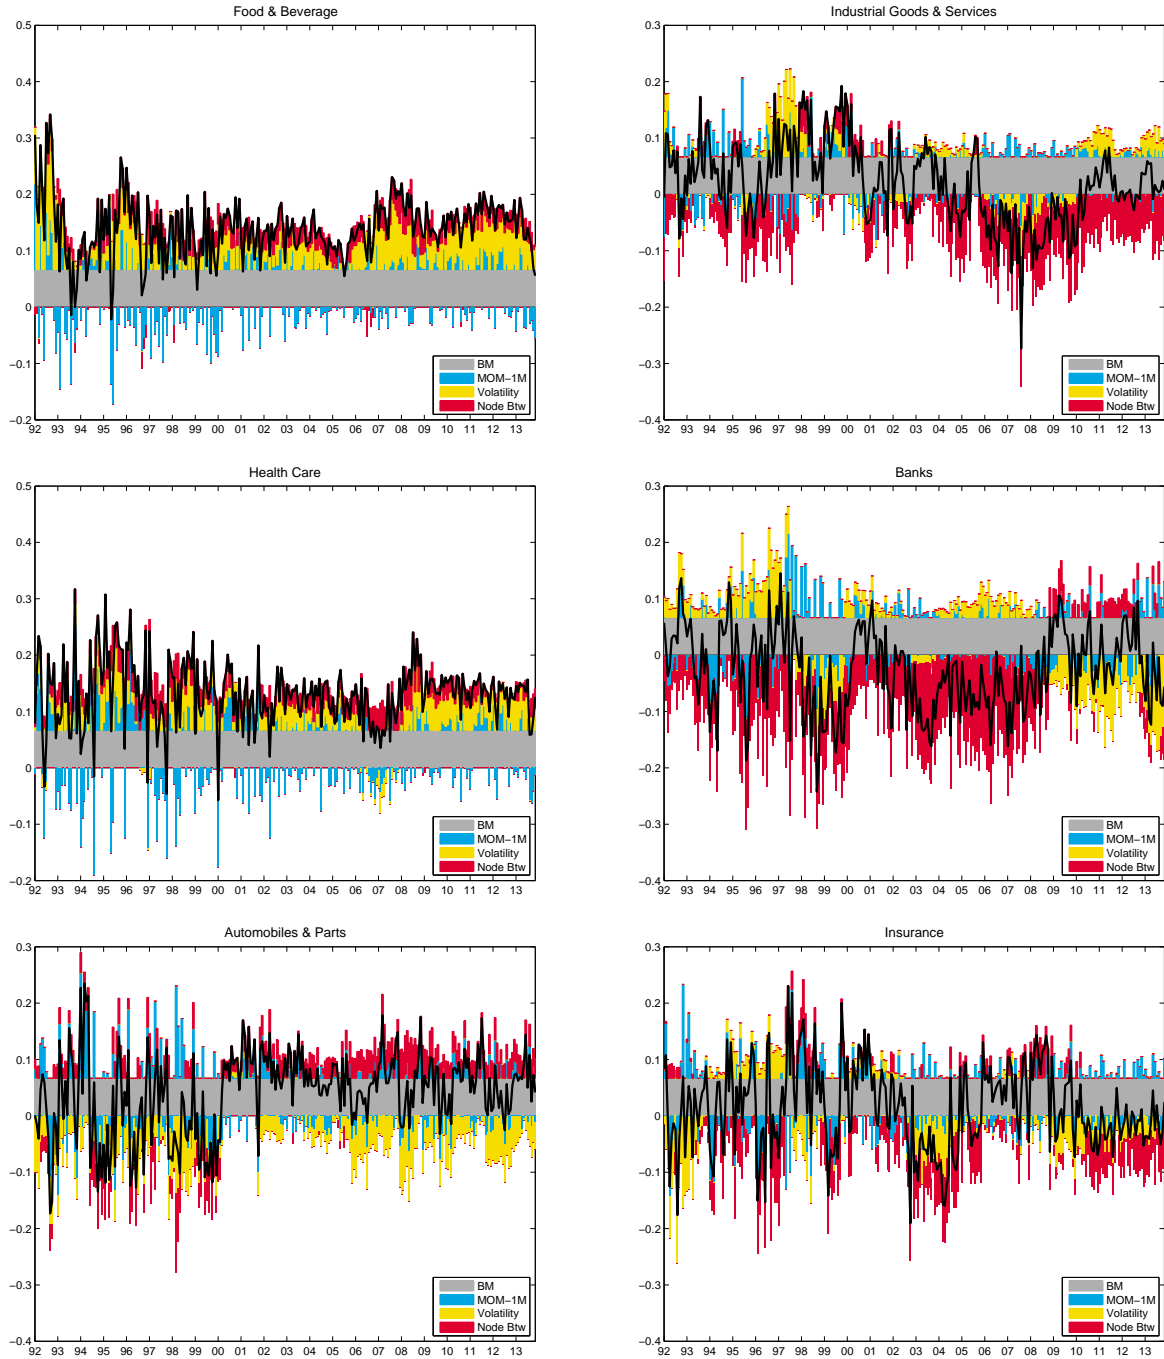 Food & Beverage
0.5
0.4
0.3
0.2
0.1
0
−0.1
−0.2
92 93 94 95 96 97 98 99 00 01 02 03 04 05 06 07 08 09 10 11 12 13
BM
MOM−1M
Volatility
Node Btw
Industrial Goods & Services
0.3
0.2
0.1
0
−0.1
−0.2
−0.3
−0.4
92 93 94 95 96 97 98 99 00 01 02 03 04 05 06 07 08 09 10 11 12 13
BM
MOM−1M
Volatility
Node Btw
Health Care
0.5
0.4
0.3
0.2
0.1
0
−0.1
−0.2
92 93 94 95 96 97 98 99 00 01 02 03 04 05 06 07 08 09 10 11 12 13
BM
MOM−1M
Volatility
Node Btw
Banks
0.3
0.2
0.1
0
−0.1
−0.2
−0.3
−0.4
92 93 94 95 96 97 98 99 00 01 02 03 04 05 06 07 08 09 10 11 12 13
BM
MOM−1M
Volatility
Node Btw
Automobiles & Parts
0.3
0.2
0.1
0
−0.1
−0.2
−0.3
−0.4
92 93 94 95 96 97 98 99 00 01 02 03 04 05 06 07 08 09 10 11 12 13
BM
MOM−1M
Volatility
Node Btw
Insurance
0.3
0.2
0.1
0
−0.1
−0.2
−0.3
−0.4
92 93 94 95 96 97 98 99 00 01 02 03 04 05 06 07 08 09 10 11 12 13
BM
MOM−1M
Volatility
Node Btw